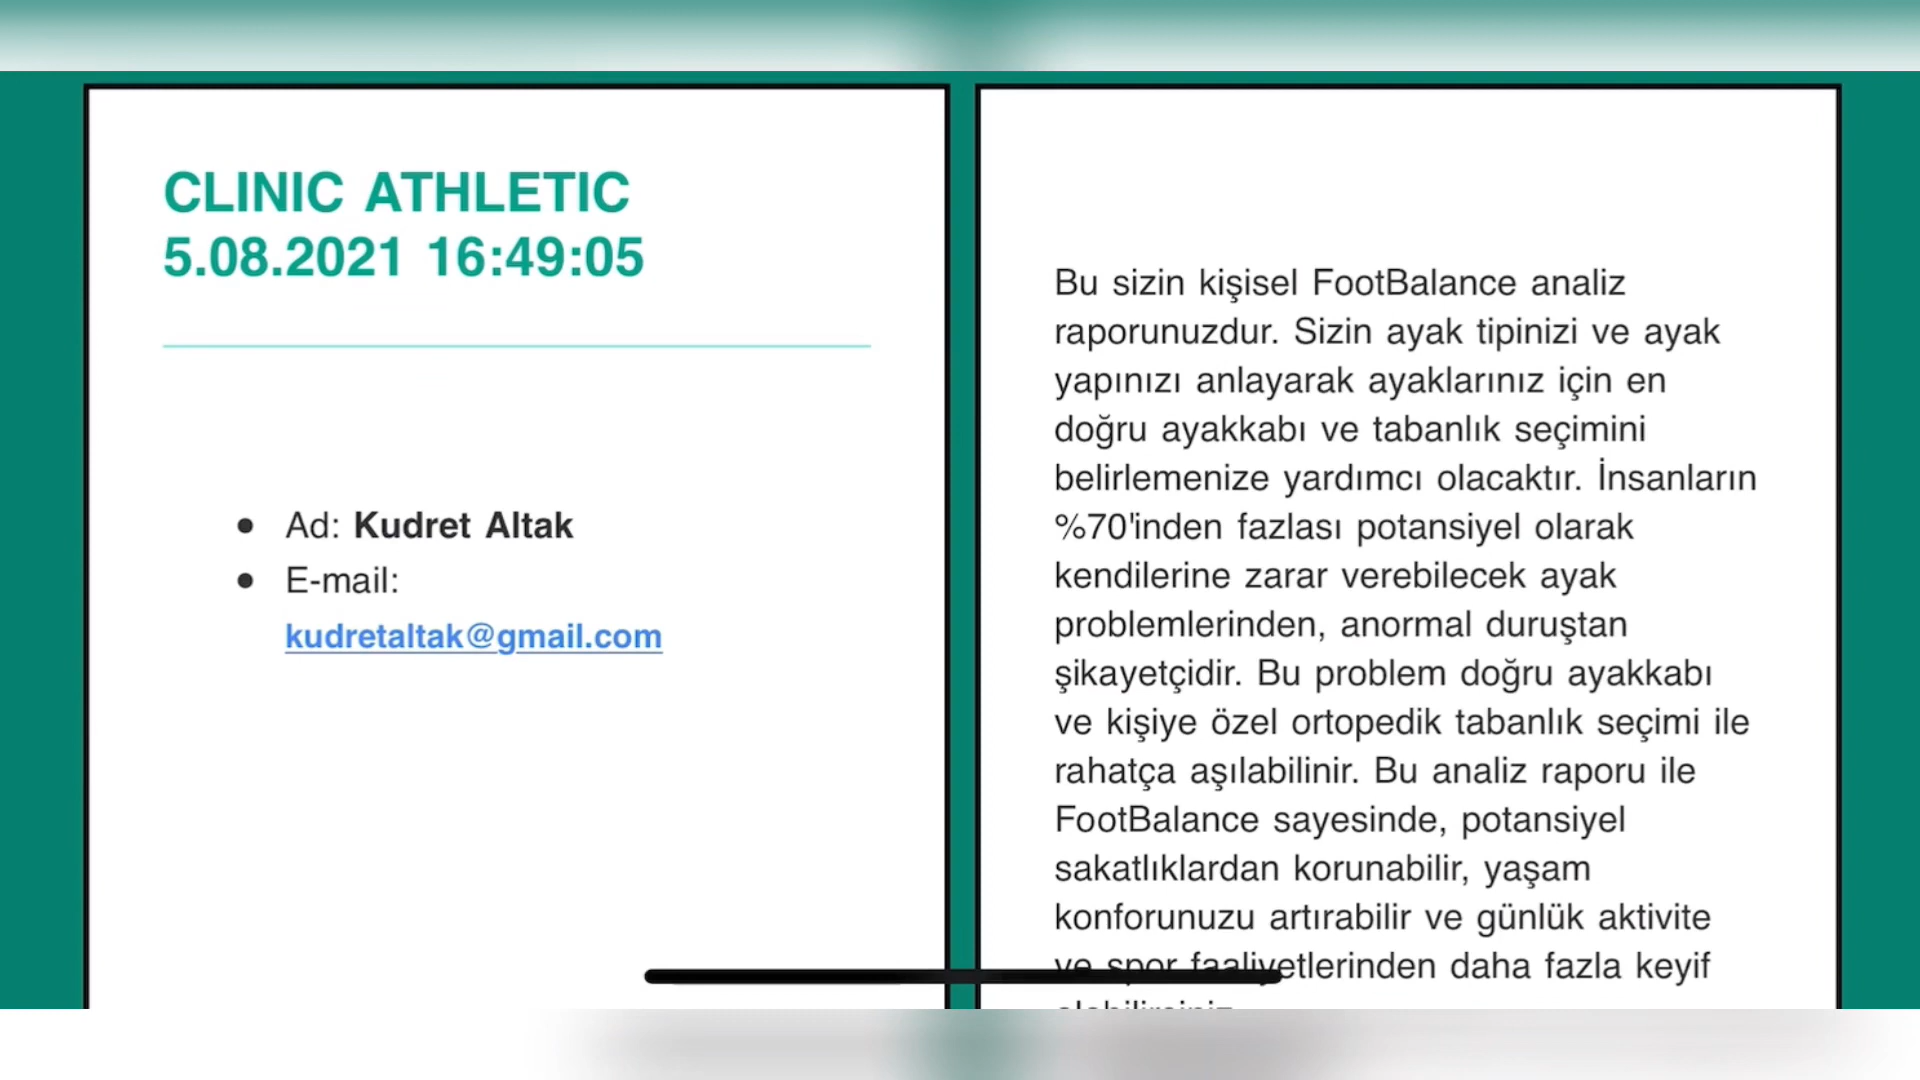 CLINIC ATHLETIC
5.08.2021 16:49:05
Ad: Kudret Altak
E-mail:
kudretaltak@gmail.com
Bu sizin kişisel FootBalance analiz
raporunuzdur. Sizin ayak tipinizi ve ayak
yapınızı anlayarak ayaklarınız için en
doğru ayakkabı ve tabanlık seçimini
belirlemenize yardımcı olacaktır. İnsanların
%70'inden fazlası potansiyel olarak
kendilerine zarar verebilecek ayak
problemlerinden, anormal duruştan
şikayetçidir. Bu problem doğru ayakkabı
ve kişiye özel ortopedik tabanlık seçimi ile
rahatça aşılabilinir. Bu analiz raporu ile
FootBalance sayesinde, potansiyel
sakatlıklardan korunabilir, yaşam
konforunuzu artırabilir ve günlük aktivite
ve spor faaliyetlerinden daha fazla keyif